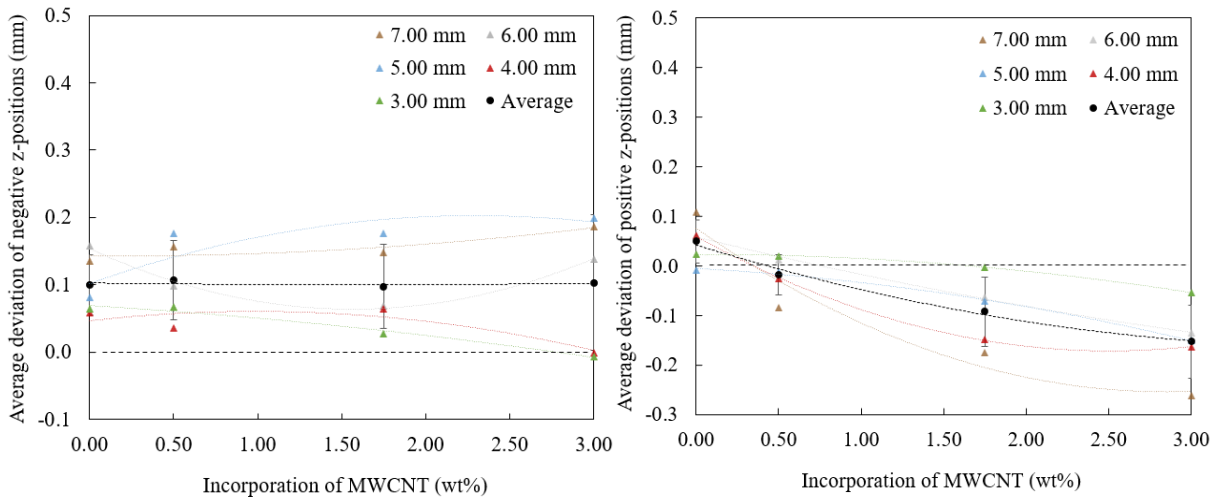 Average deviation of negative z-positions (mm)
0.5
0.4
0.3
0.2
0.1
0.0
-0.1
7.00 mm
6.00 mm
5.00 mm
4.00 mm
3.00 mm
Average
0.00
0.50
1.00
1.50
2.00
2.50
3.00
Incorporation of MWCNT (wt%)
Average deviation of positive z-positions (mm)
0.5
0.4
0.3
0.2
0.1
0.0
-0.1
-0.2
-0.3
7.00 mm
6.00 mm
5.00 mm
4.00 mm
3.00 mm
Average
0.00
0.50
1.00
1.50
2.00
2.50
3.00
Incorporation of MWCNT (wt%)